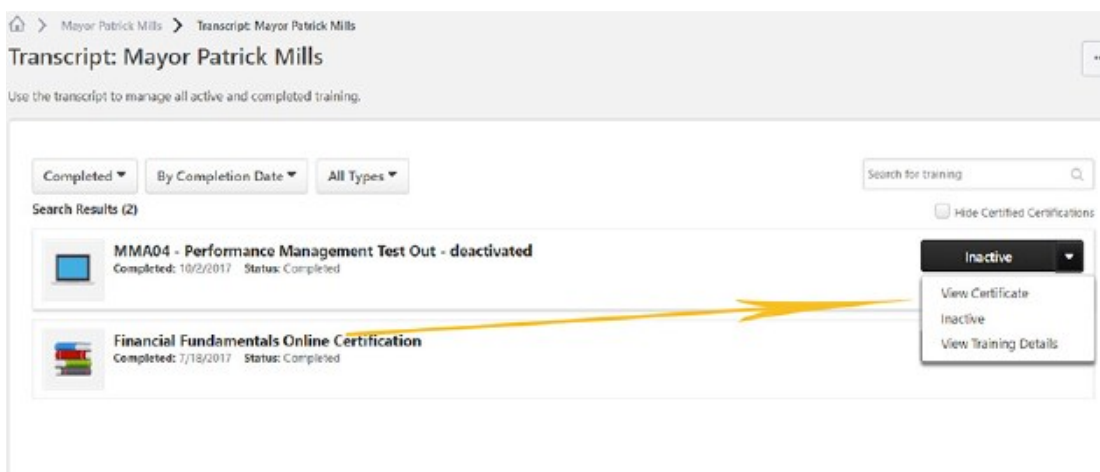 Mayor Patrick Mills > Transcript: Mayor Patrick Mills
Transcript: Mayor Patrick Mills
Use the transcript to manage all active and completed training.
Completed By Completion Date All Types Search for training
Search Results (2) Hide Certified Certifications
MMA04 - Performance Management Test Out - deactivated
Completed: 10/2/2017 Status: Completed
Inactive
View Certificate
Inactive
View Training Details
Financial Fundamentals Online Certification
Completed: 7/18/2017 Status: Completed